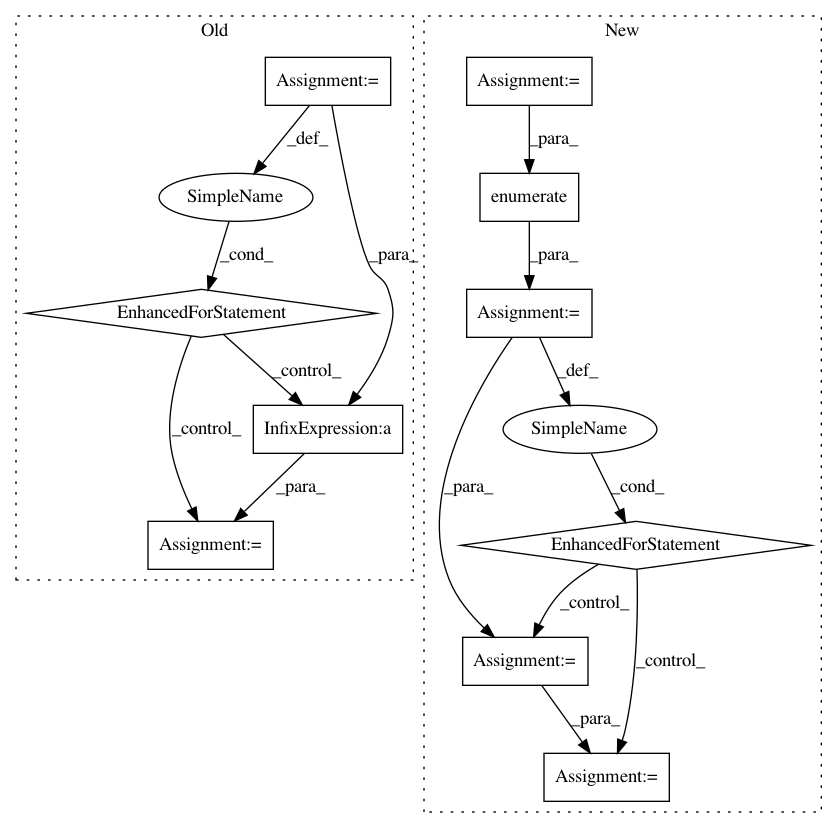 Old
New
Assignment:=
Assignment:=
_def_
_para_
SimpleName
enumerate
_cond_
_para_
_para_
EnhancedForStatement
Assignment:=
_control_
_def_
_control_
InfixExpression:a
SimpleName
_para_
_para_
_cond_
Assignment:=
EnhancedForStatement
_control_
_control_
Assignment:=
_para_
Assignment:=